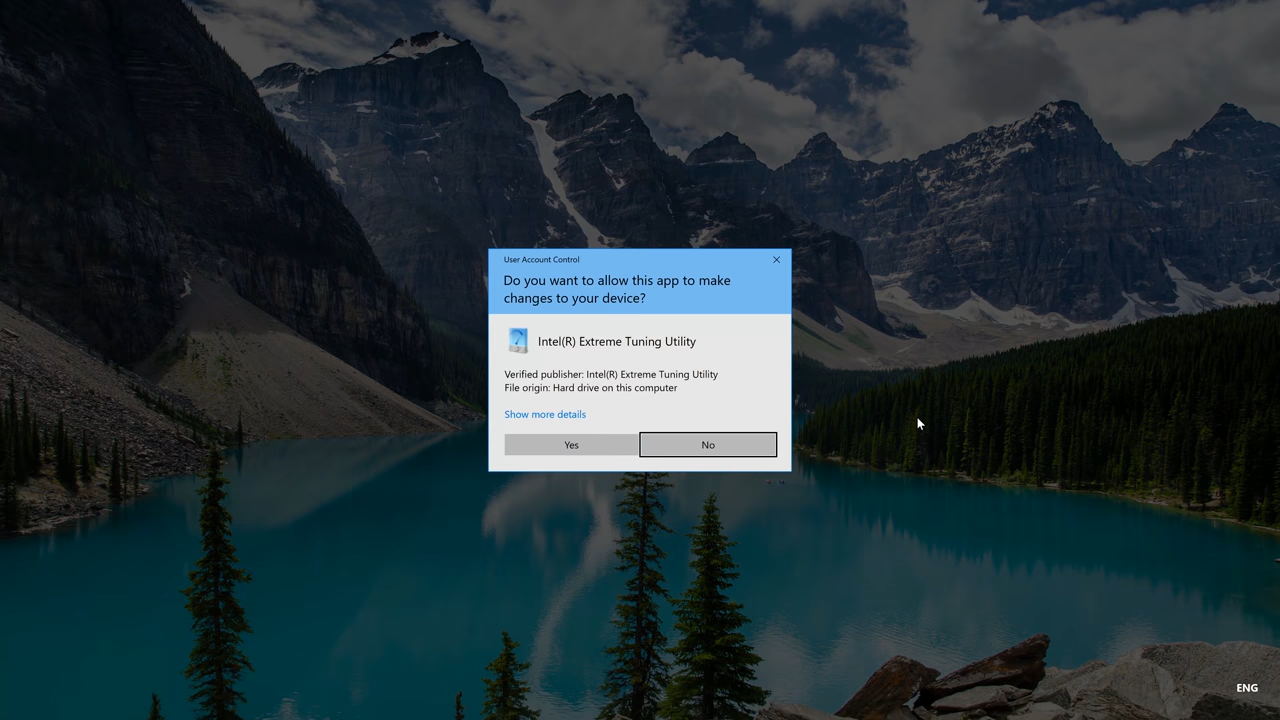 User Account Control
Do you want to allow this app to make
changes to your device?
Intel(R) Extreme Tuning Utility
Verified publisher: Intel(R) Extreme Tuning Utility
File origin: Hard drive on this computer
Show more details
Yes No
ENG